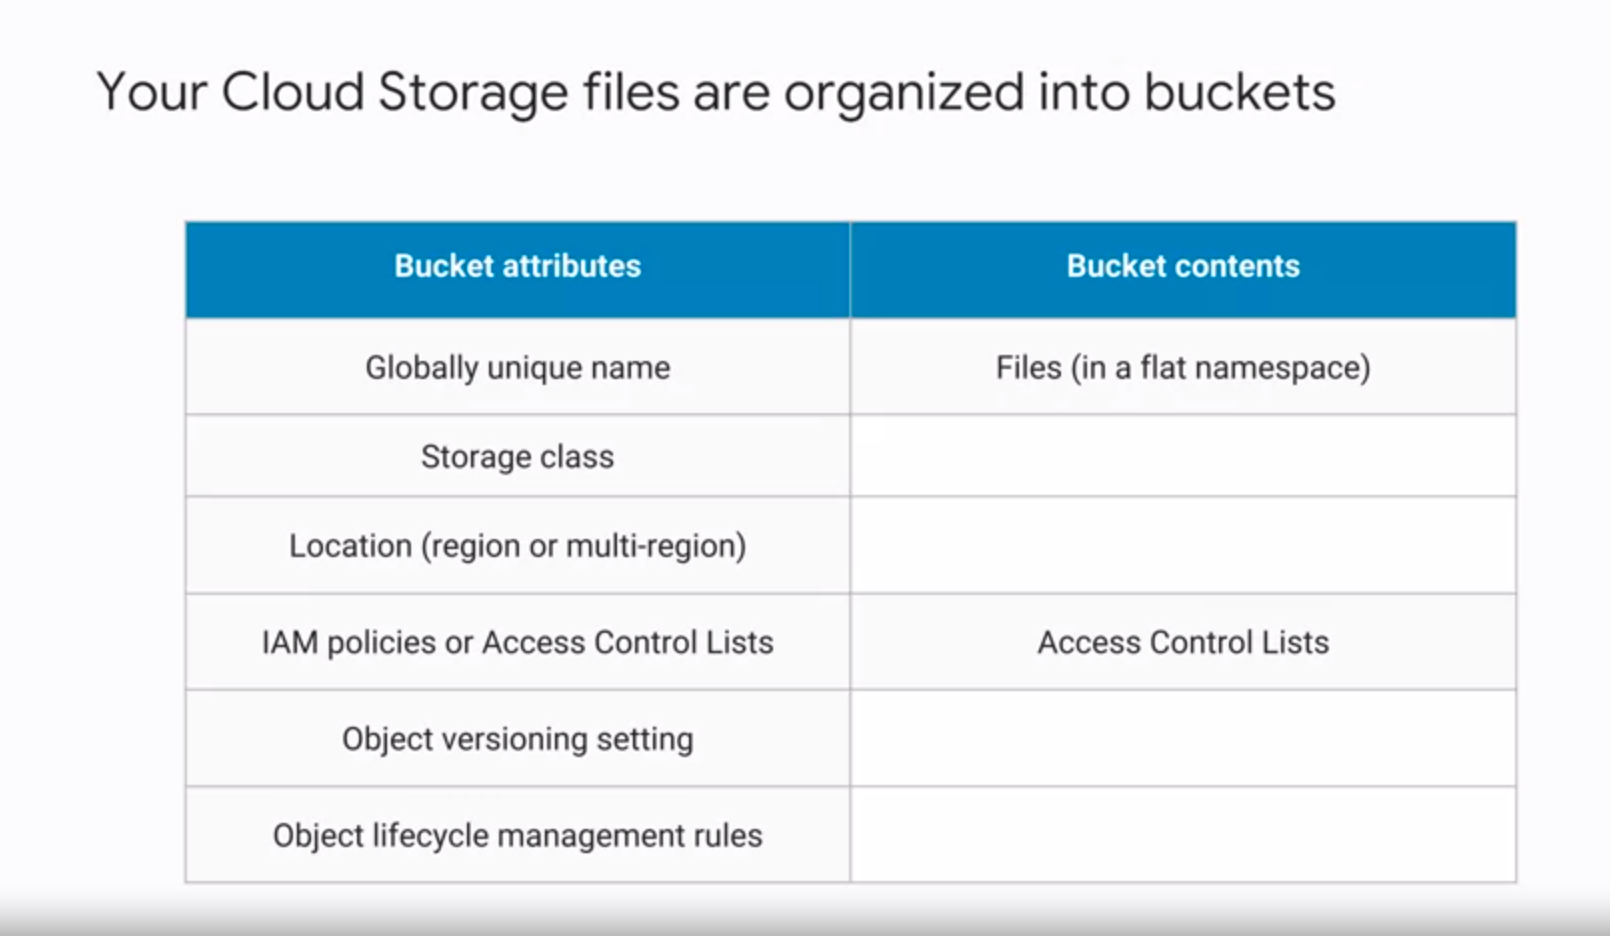 Your Cloud Storage files are organized into buckets
Bucket attributes
Bucket contents
Globally unique name
Files (in a flat namespace)
Storage class
Location (region or multi-region)
IAM policies or Access Control Lists
Access Control Lists
Object versioning setting
Object lifecycle management rules